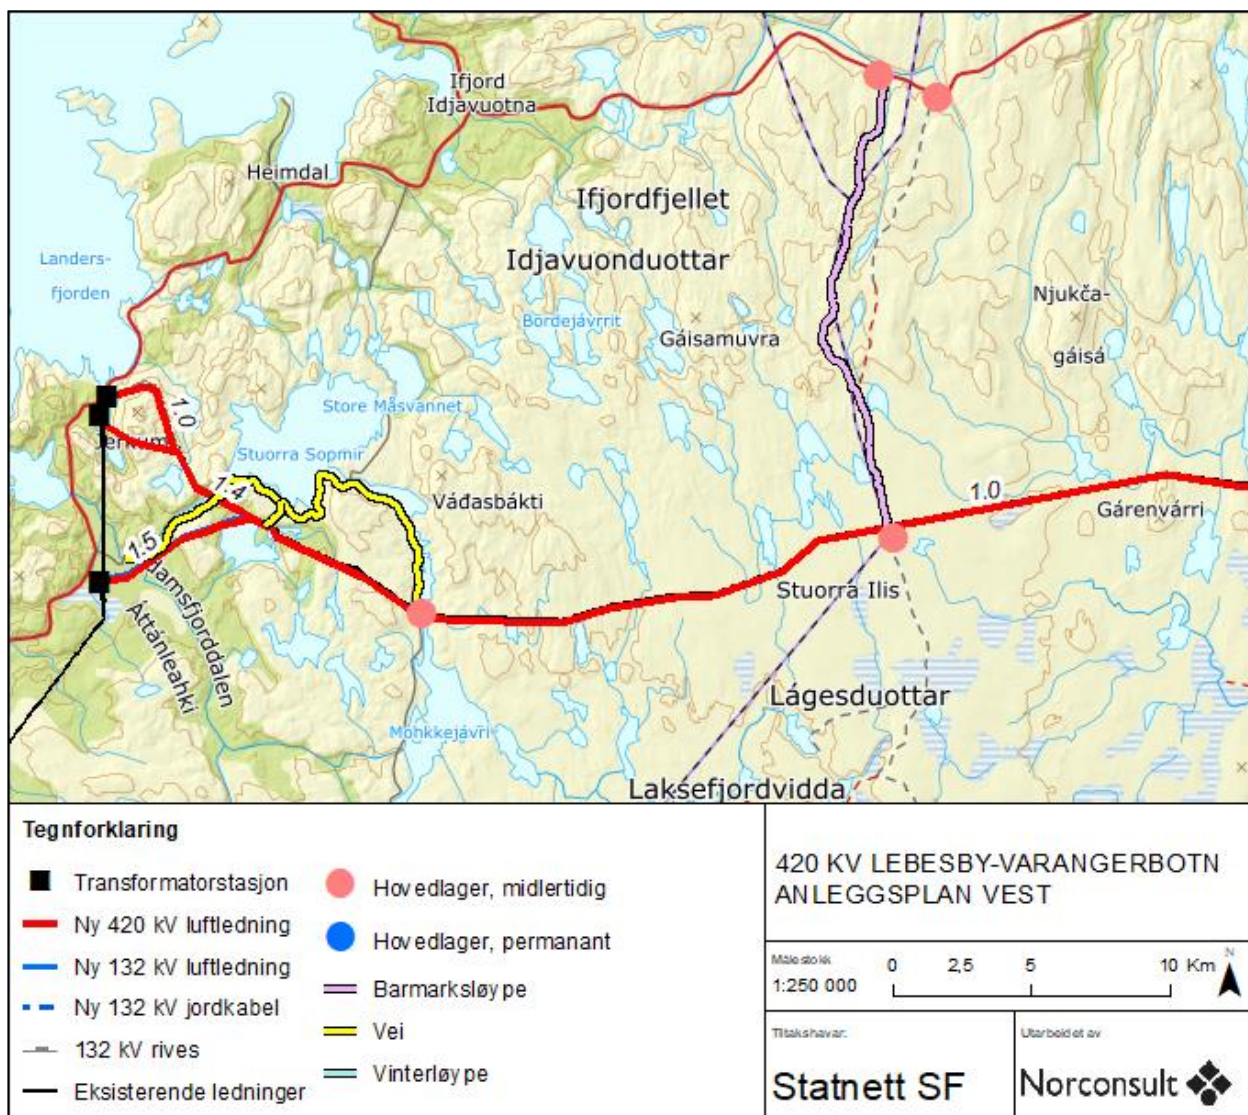 Ifjord
Idjavuotna
Heimdal
Ifjordfjellet
Landers-
fjorden
Idjavuonduottar
Njukča-
gáisá
Bordejávrrit
Gáisamuvra
1.0
Store Måsvannet
Stuorra Sopmir
1.4
Váđasbákti
1.0
Gárenvárri
1.5
Stuorra Ilis
damsfjorddalen
Áttánleahki
Lágesduottar
Monkkejávri
Laksefjordvidda
Tegnforklaring
Transformatorstasjon
Ny 420 kV luftledning
Ny 132 kV luftledning
Ny 132 kV jordkabel
132 kV rives
Eksisterende ledninger
Hovedlager, midlertidig
Hovedlager, permanant
Barmarksløype
Vei
Vinterløype
420 KV LEBESBY-VARANGERBOTN
ANLEGGSPLAN VEST
Målestokk
1:250 000
0 2,5 5 10 Km
N
Tiltakshavar:
Statnett SF
Utarbeidet av
Norconsult